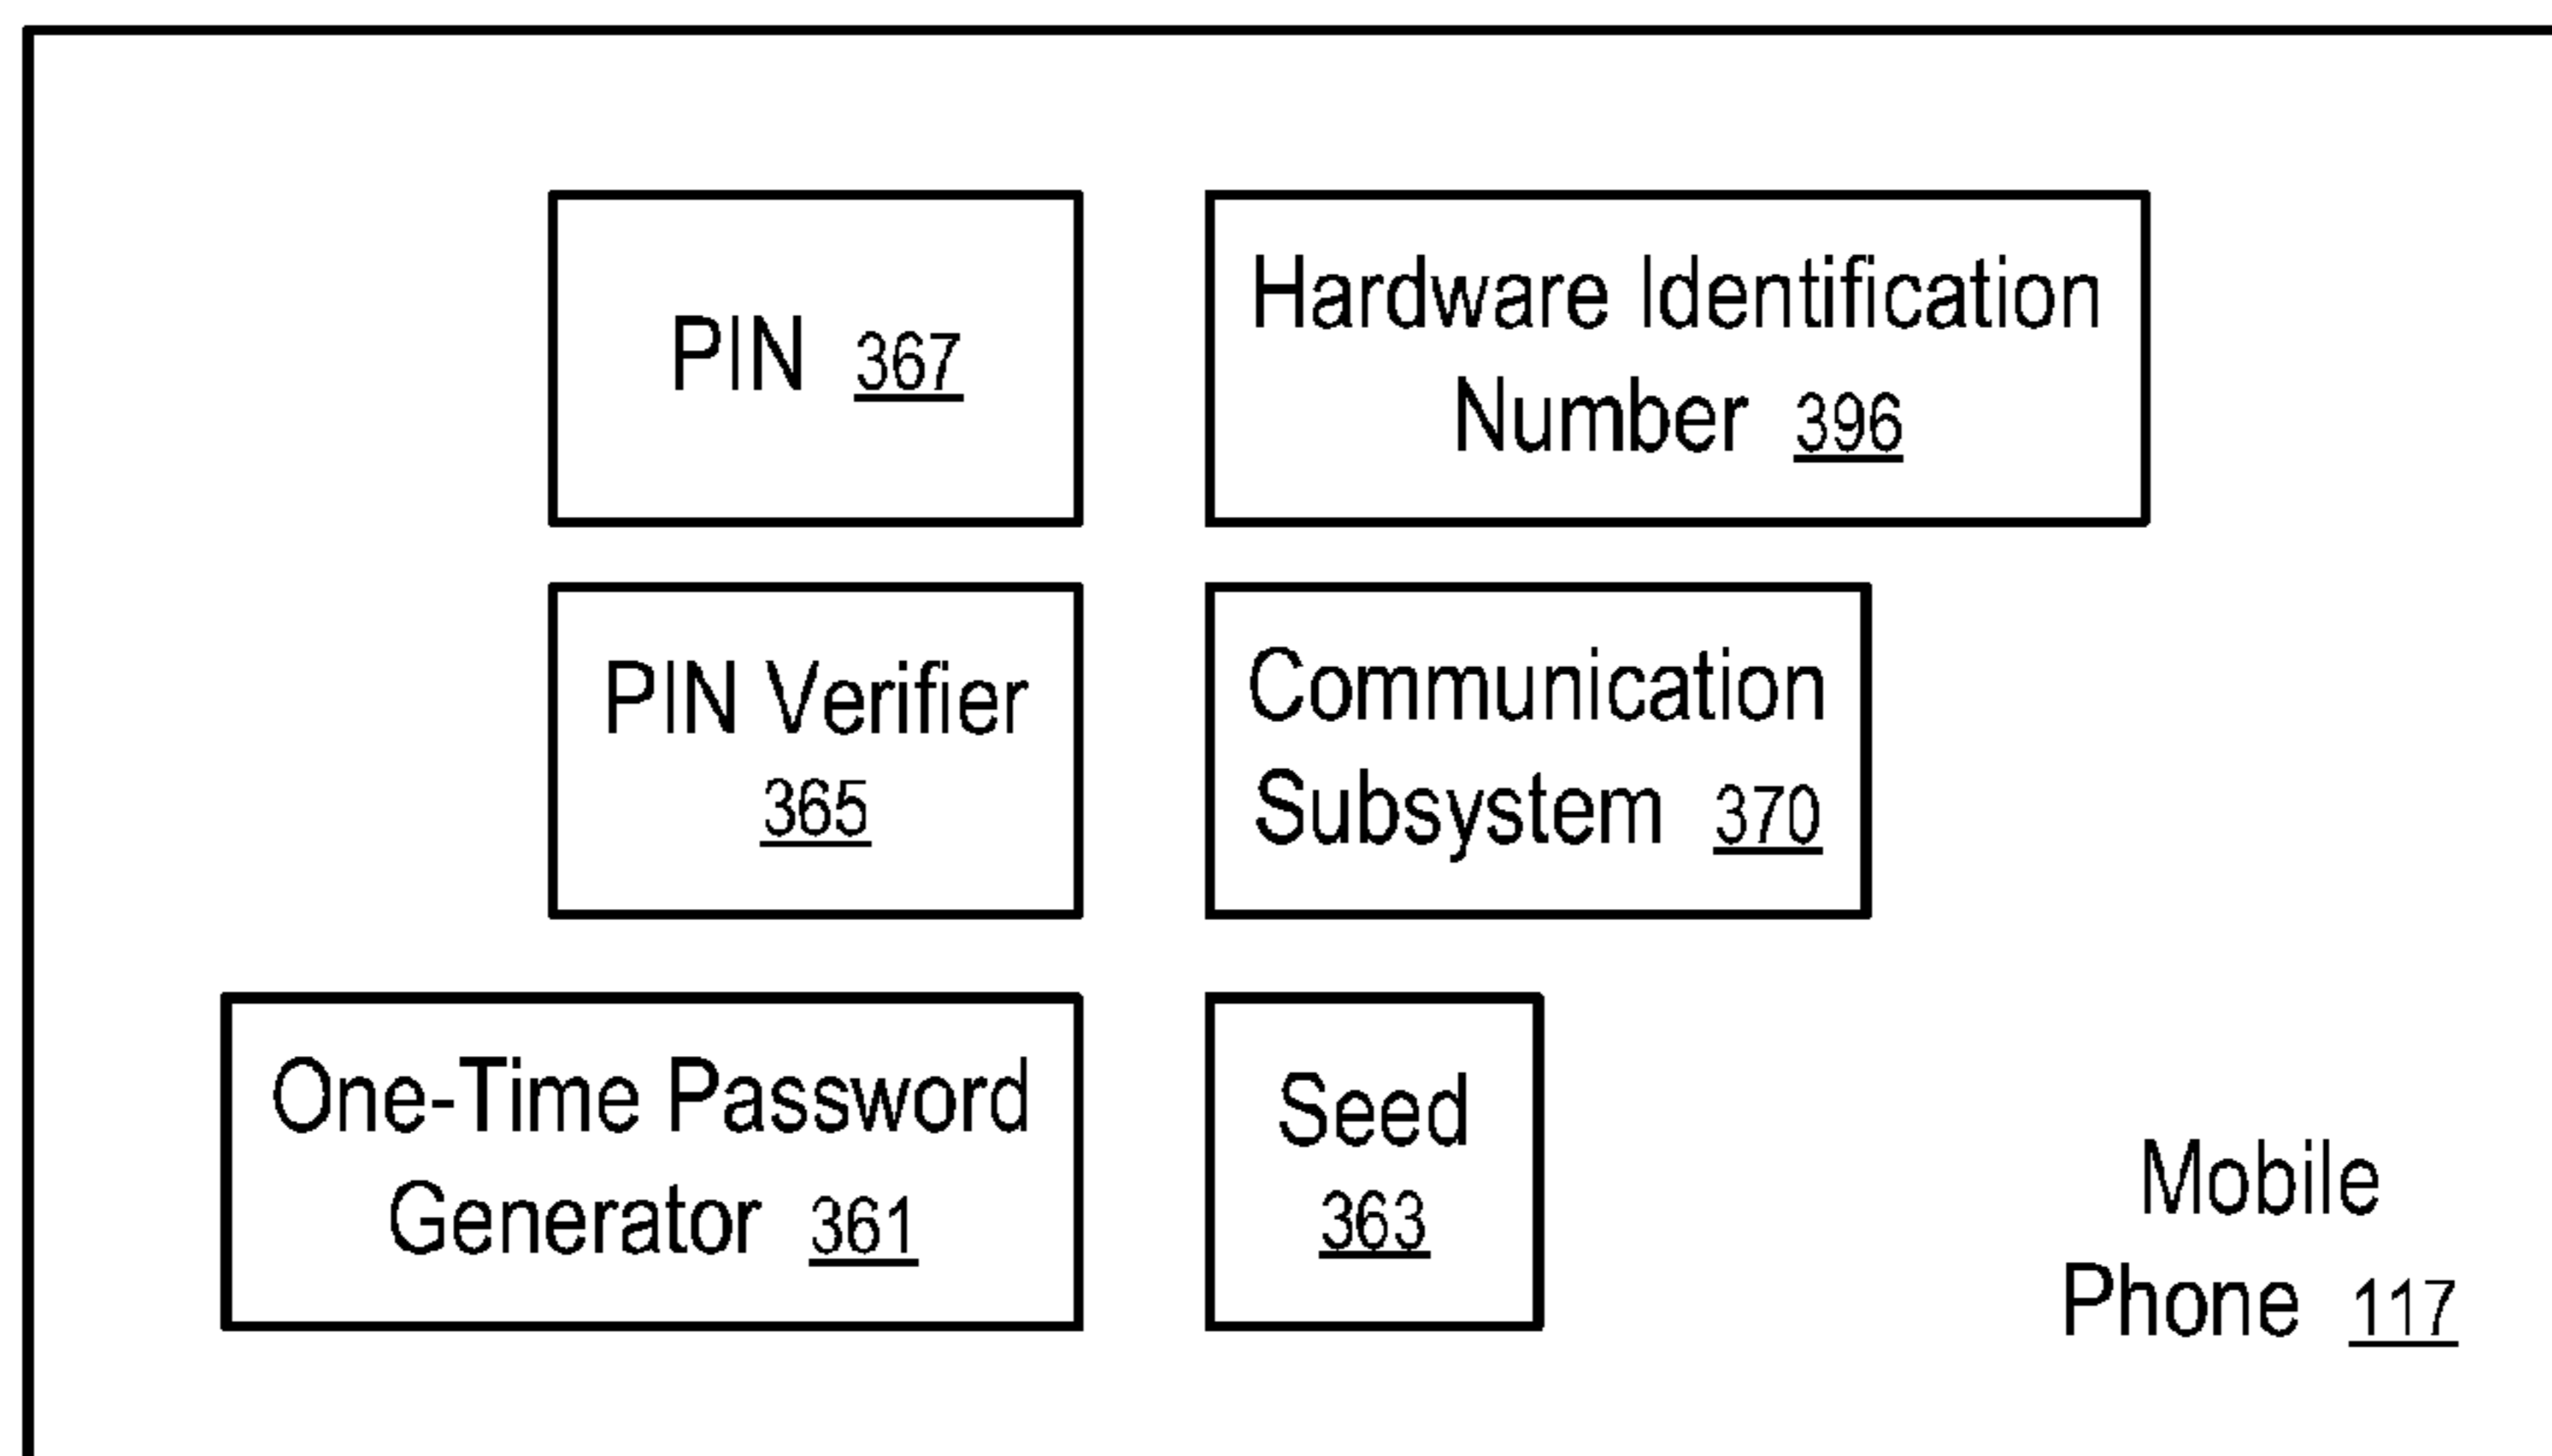 PIN 367
Hardware Identification
Number 396
PIN Verifier
365
Communication
Subsystem 370
One-Time Password
Generator 361
Seed
363
Mobile
Phone 117